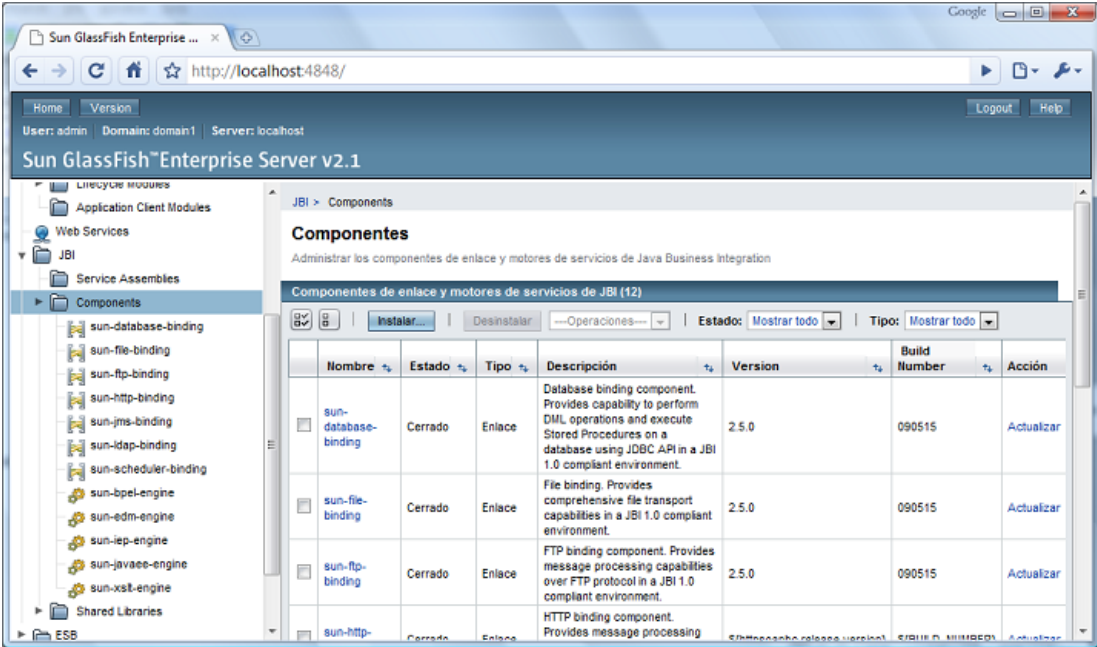 Google
Sun GlassFish Enterprise ...
http://localhost:4848/
Home Version Logout Help
User: admin Domain: domain1 Server: localhost
Sun GlassFish™Enterprise Server v2.1
Lifecycle Modules
Application Client Modules
Web Services
JBI
Service Assemblies
Components
sun-database-binding
sun-file-binding
sun-ftp-binding
sun-http-binding
sun-jms-binding
sun-ldap-binding
sun-scheduler-binding
sun-bpel-engine
sun-edm-engine
sun-iep-engine
sun-javaee-engine
sun-xslt-engine
Shared Libraries
ESB
JBI > Components
Componentes
Administrar los componentes de enlace y motores de servicios de Java Business Integration
Componentes de enlace y motores de servicios de JBI (12)
Instalar... Desinstalar ---Operaciones--- Estado: Mostrar todo Tipo: Mostrar todo
Nombre Estado Tipo Descripción Version Build Number Acción
sun-database-binding Cerrado Enlace Database binding component. Provides capability to perform DML operations and execute Stored Procedures on a database using JDBC API in a JBI 1.0 compliant environment. 2.5.0 090515 Actualizar
sun-file-binding Cerrado Enlace File binding. Provides comprehensive file transport capabilities in a JBI 1.0 compliant environment. 2.5.0 090515 Actualizar
sun-ftp-binding Cerrado Enlace FTP binding component. Provides message processing capabilities over FTP protocol in a JBI 1.0 compliant environment. 2.5.0 090515 Actualizar
sun-http- Cerrado Enlace HTTP binding component. Provides message processing Actualizar